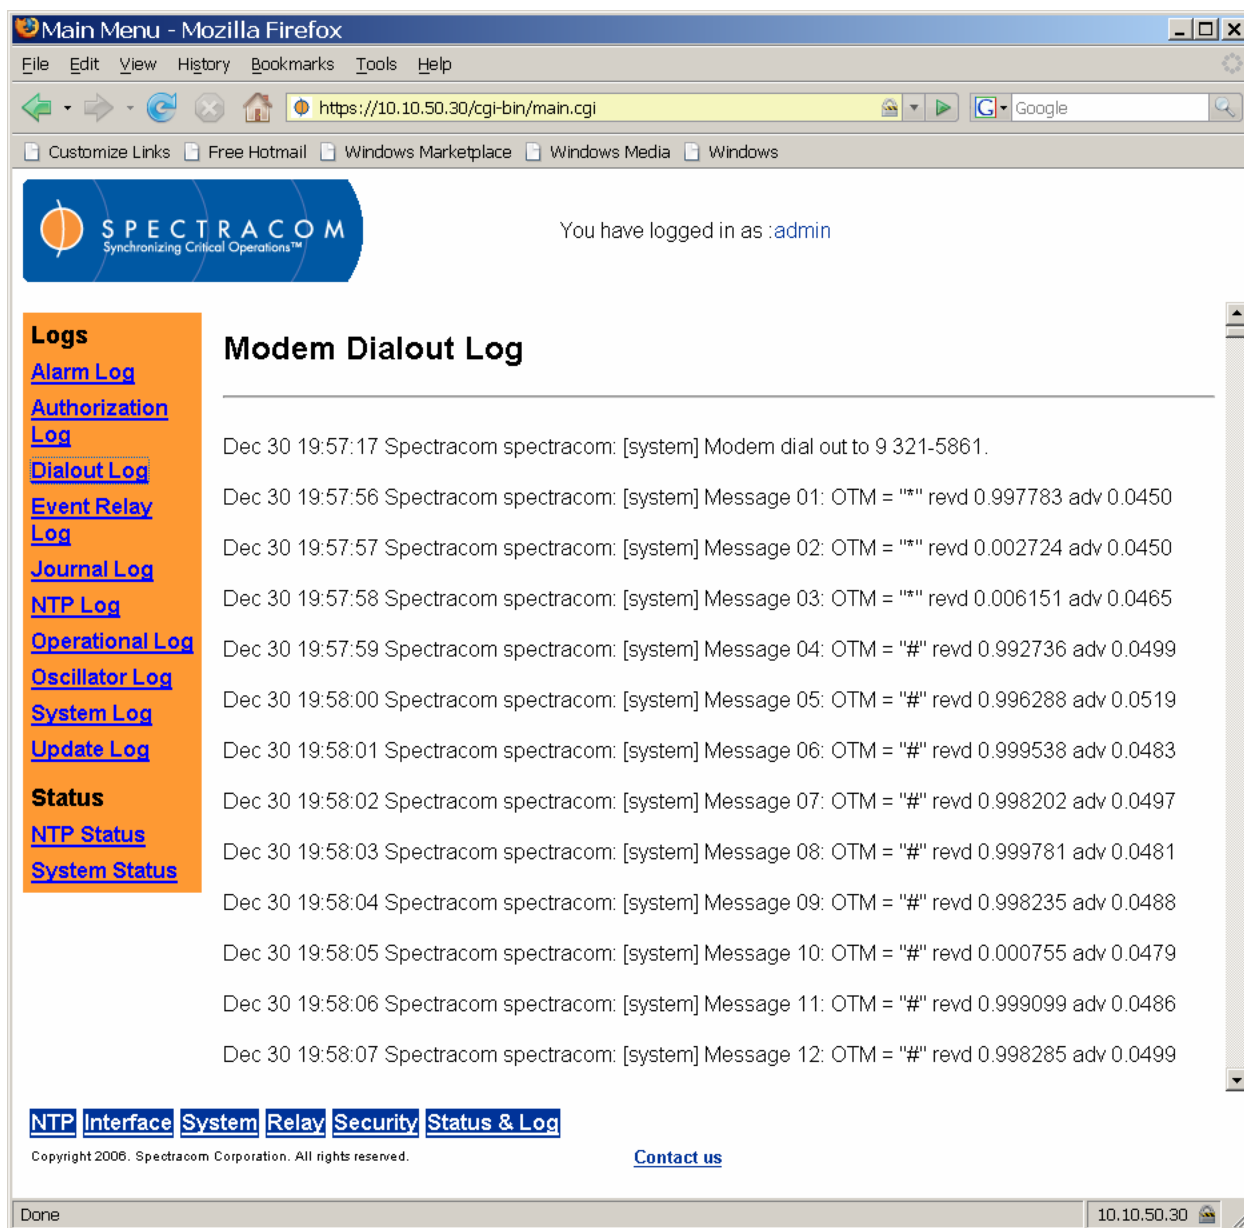 Main Menu - Mozilla Firefox
File Edit View History Bookmarks Tools Help
https://10.10.50.30/cgi-bin/main.cgi
G Google
Customize Links Free Hotmail Windows Marketplace Windows Media Windows
SPECTRACOM
Synchronizing Critical Operations™
You have logged in as :admin
Logs
Alarm Log
Authorization
Log
Dialout Log
Event Relay
Log
Journal Log
NTP Log
Operational Log
Oscillator Log
System Log
Update Log
Status
NTP Status
System Status
Modem Dialout Log
Dec 30 19:57:17 Spectracom spectracom: [system] Modem dial out to 9 321-5861.
Dec 30 19:57:56 Spectracom spectracom: [system] Message 01: OTM = "*" revd 0.997783 adv 0.0450
Dec 30 19:57:57 Spectracom spectracom: [system] Message 02: OTM = "*" revd 0.002724 adv 0.0450
Dec 30 19:57:58 Spectracom spectracom: [system] Message 03: OTM = "*" revd 0.006151 adv 0.0465
Dec 30 19:57:59 Spectracom spectracom: [system] Message 04: OTM = "#" revd 0.992736 adv 0.0499
Dec 30 19:58:00 Spectracom spectracom: [system] Message 05: OTM = "#" revd 0.996288 adv 0.0519
Dec 30 19:58:01 Spectracom spectracom: [system] Message 06: OTM = "#" revd 0.999538 adv 0.0483
Dec 30 19:58:02 Spectracom spectracom: [system] Message 07: OTM = "#" revd 0.998202 adv 0.0497
Dec 30 19:58:03 Spectracom spectracom: [system] Message 08: OTM = "#" revd 0.999781 adv 0.0481
Dec 30 19:58:04 Spectracom spectracom: [system] Message 09: OTM = "#" revd 0.998235 adv 0.0488
Dec 30 19:58:05 Spectracom spectracom: [system] Message 10: OTM = "#" revd 0.000755 adv 0.0479
Dec 30 19:58:06 Spectracom spectracom: [system] Message 11: OTM = "#" revd 0.999099 adv 0.0486
Dec 30 19:58:07 Spectracom spectracom: [system] Message 12: OTM = "#" revd 0.998285 adv 0.0499
NTP Interface System Relay Security Status & Log
Copyright 2006. Spectracom Corporation. All rights reserved.
Contact us
Done
10.10.50.30